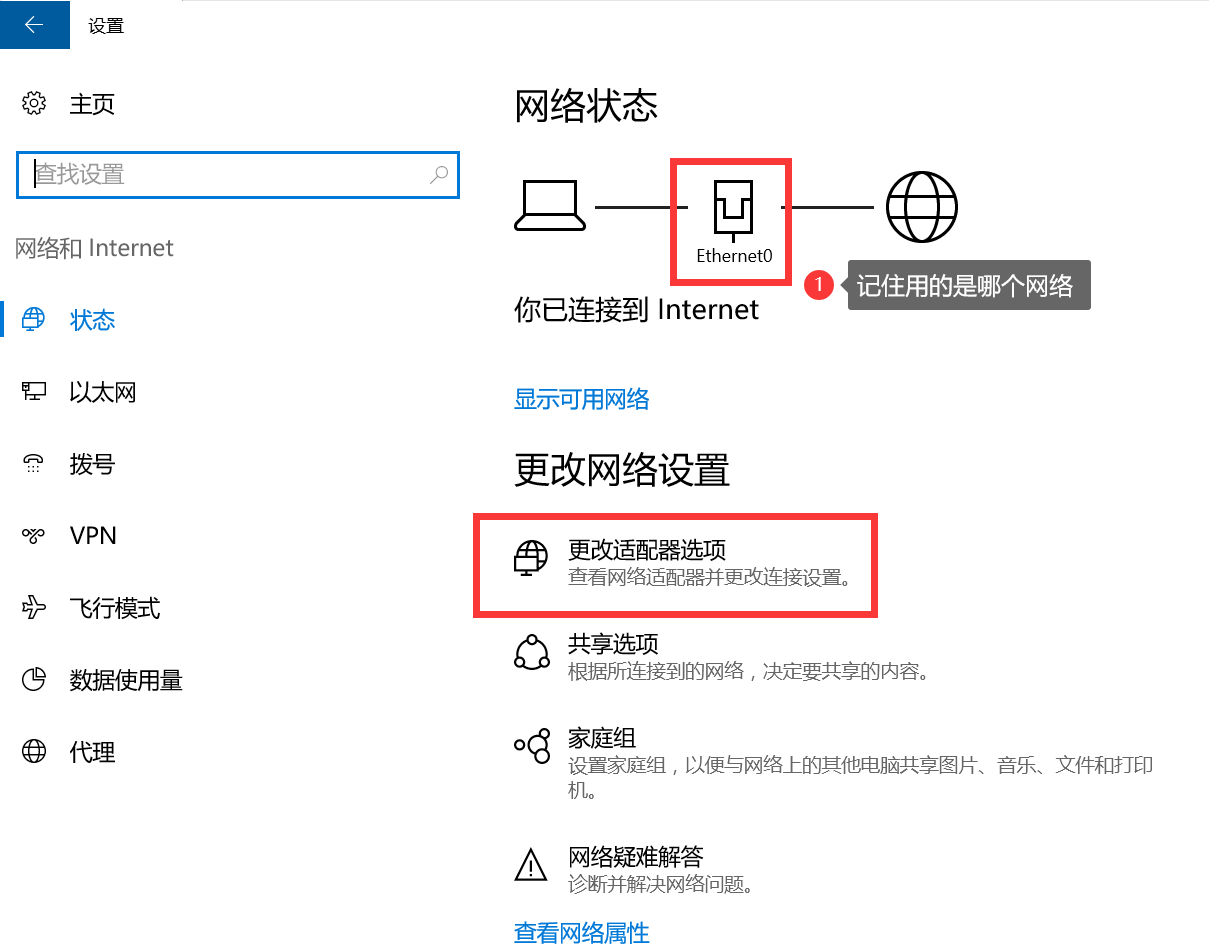 设置
主页
查找设置
网络和 Internet
状态
以太网
拨号
VPN
飞行模式
数据使用量
代理
网络状态
Ethernet0
1
记住用的是哪个网络
你已连接到 Internet
显示可用网络
更改网络设置
更改适配器选项
查看网络适配器并更改连接设置。
共享选项
根据所连接到的网络，决定要共享的内容。
家庭组
设置家庭组，以便与网络上的其他电脑共享图片、音乐、文件和打印
机。
网络疑难解答
诊断并解决网络问题。
查看网络属性